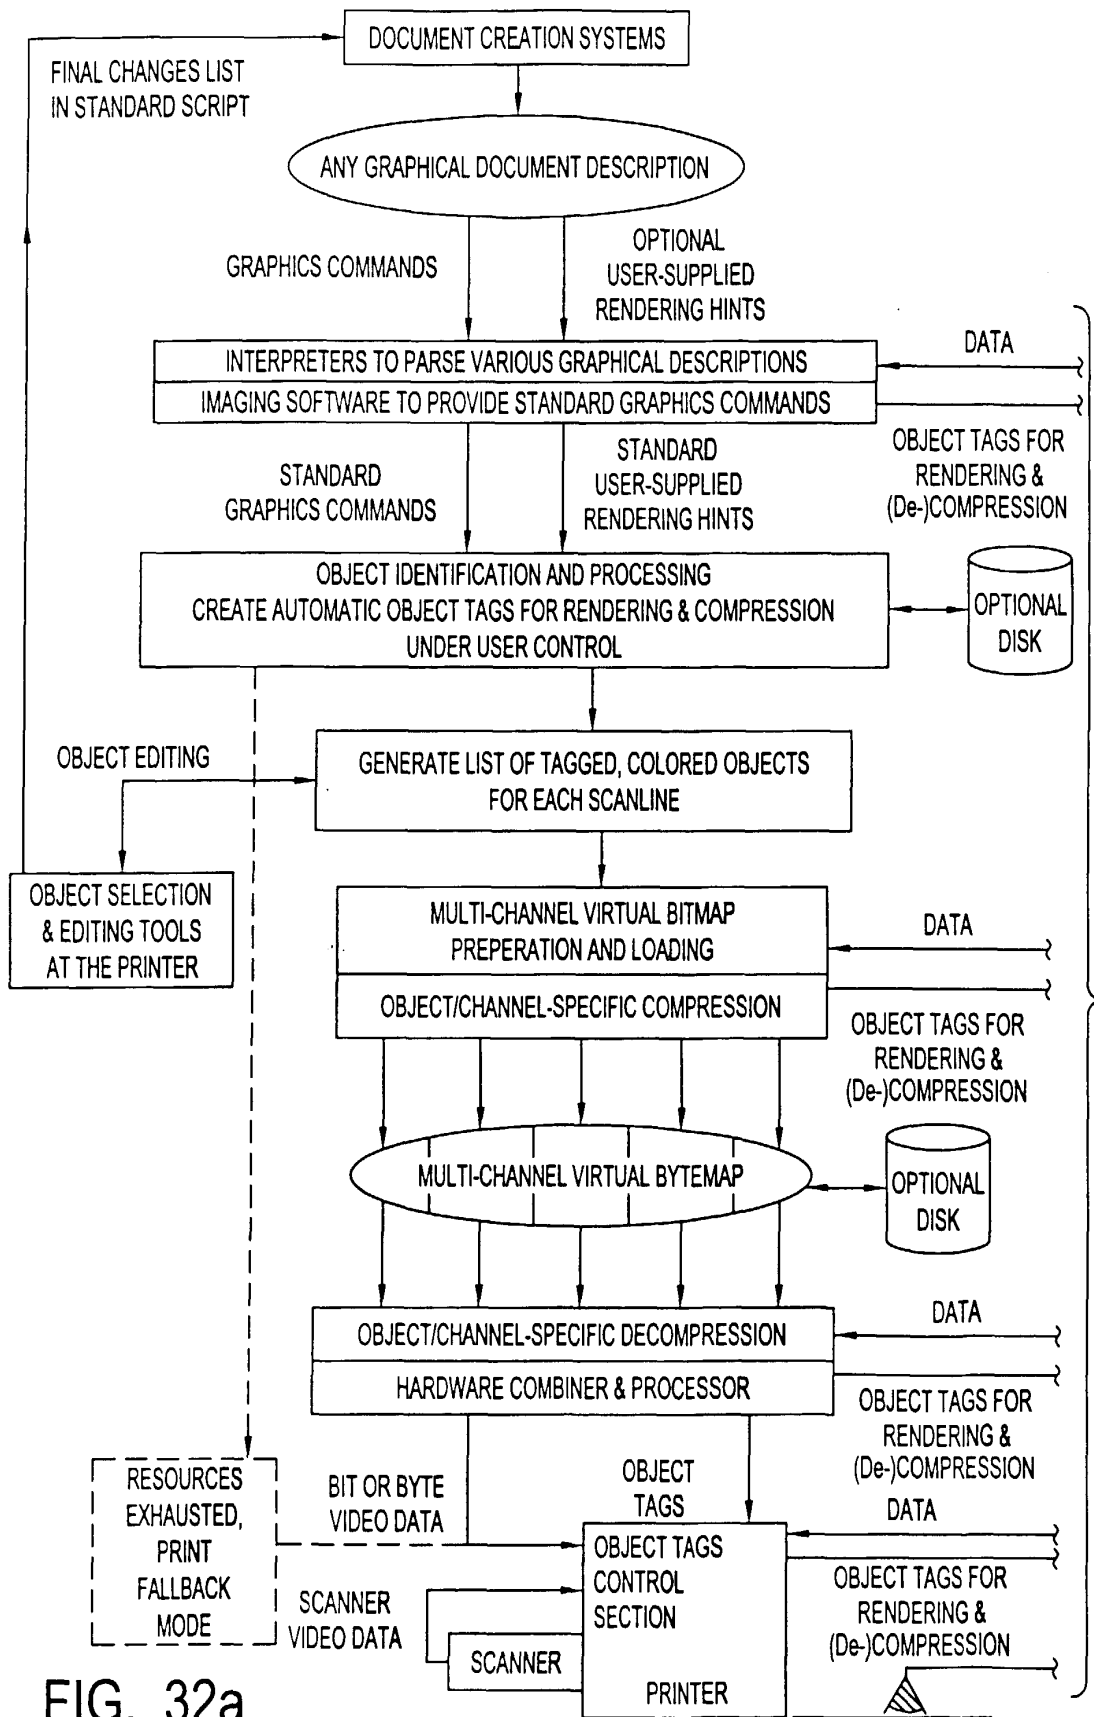 DOCUMENT CREATION SYSTEMS
FINAL CHANGES LIST
IN STANDARD SCRIPT
ANY GRAPHICAL DOCUMENT DESCRIPTION
GRAPHICS COMMANDS
OPTIONAL
USER-SUPPLIED
RENDERING HINTS
INTERPRETERS TO PARSE VARIOUS GRAPHICAL DESCRIPTIONS
IMAGING SOFTWARE TO PROVIDE STANDARD GRAPHICS COMMANDS
DATA
OBJECT TAGS FOR
RENDERING &
(De-)COMPRESSION
STANDARD
GRAPHICS COMMANDS
STANDARD
USER-SUPPLIED
RENDERING HINTS
OBJECT IDENTIFICATION AND PROCESSING
CREATE AUTOMATIC OBJECT TAGS FOR RENDERING & COMPRESSION
UNDER USER CONTROL
OPTIONAL
DISK
OBJECT EDITING
GENERATE LIST OF TAGGED, COLORED OBJECTS
FOR EACH SCANLINE
OBJECT SELECTION
& EDITING TOOLS
AT THE PRINTER
MULTI-CHANNEL VIRTUAL BITMAP
PREPERATION AND LOADING
OBJECT/CHANNEL-SPECIFIC COMPRESSION
DATA
OBJECT TAGS FOR
RENDERING &
(De-)COMPRESSION
MULTI-CHANNEL VIRTUAL BYTEMAP
OPTIONAL
DISK
OBJECT/CHANNEL-SPECIFIC DECOMPRESSION
HARDWARE COMBINER & PROCESSOR
DATA
OBJECT TAGS FOR
RENDERING &
(De-)COMPRESSION
RESOURCES
EXHAUSTED,
PRINT
FALLBACK
MODE
BIT OR BYTE
VIDEO DATA
OBJECT
TAGS
SCANNER
VIDEO DATA
OBJECT TAGS
CONTROL
SECTION
SCANNER
PRINTER
DATA
OBJECT TAGS FOR
RENDERING &
(De-)COMPRESSION
FIG. 32a